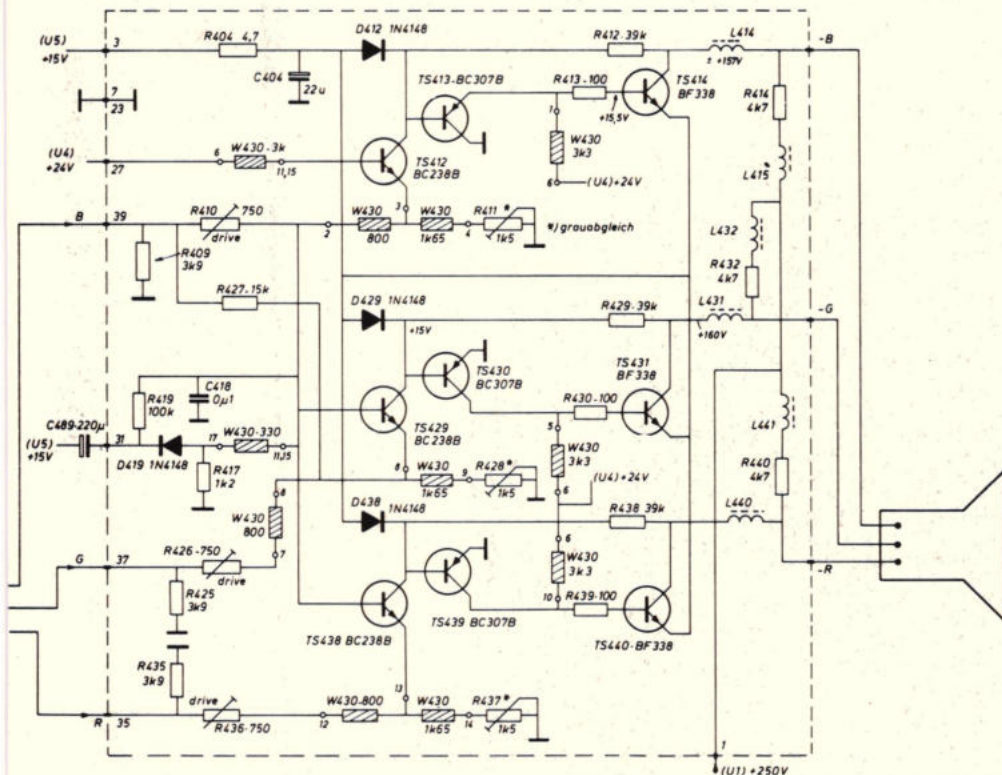 (U5)
+15V
3
R404 4,7
D412 1N4148
C404
22u
R412-39k
L414
± +157V
-B
TS413-BC307B
R413-100
TS414
BF338
+15,5V
R414
4k7
7
23
1
W430
3k3
6
(U4)+24V
L415*
(U4)
+24V
27
6
W430-3k
11,15
TS412
BC238B
3
B
39
R410
750
drive
2
W430
800
W430
1k65
4
R411*
1k5
*)grauabgleich
L432
R432
4k7
R409
3k9
R427-15k
D429 1N4148
+15V
R429-39k
L431
+160V
-G
TS430
BC307B
TS431
BF338
R430-100
R419
100k
C418
0µ1
TS429
BC238B
5
W430
3k3
6
(U4)+24V
L441
C489-220µ
(U5)
+15V
31
D419 1N4148
17
W430-330
11,15
R417
1k2
8
W430
1k65
9
R428*
1k5
R440
4k7
8
W430
800
7
D438 1N4148
R438 39k
L440
6
W430
3k3
10
G
37
R426-750
drive
R425
3k9
TS439 BC307B
R439-100
TS440-BF338
-R
TS438 BC238B
R435
3k9
13
R
35
drive
R436-750
12
W430-800
W430
1k65
14
R437*
1k5
1
(U1) +250V